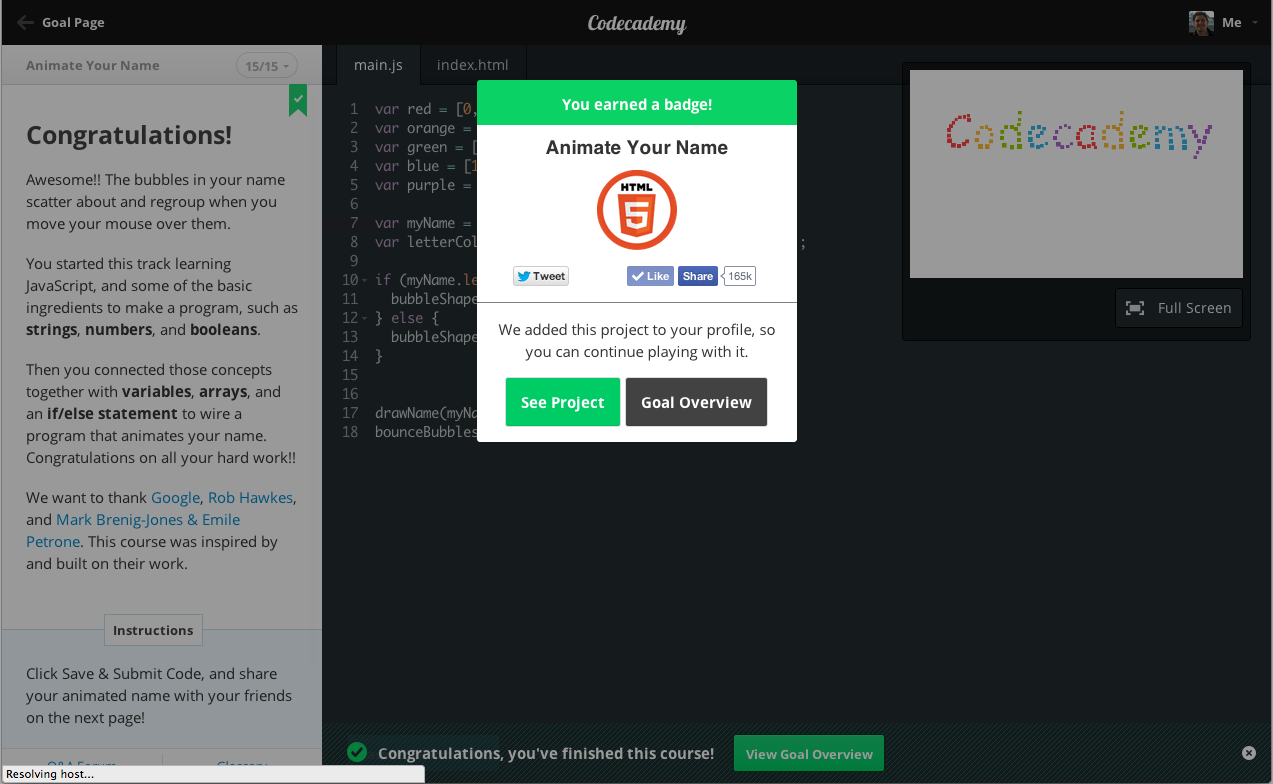 Goal Page
Codecademy
Me
Animate Your Name
15/15
Congratulations!
Awesome!! The bubbles in your name
scatter about and regroup when you
move your mouse over them.
You started this track learning
JavaScript, and some of the basic
ingredients to make a program, such as
strings, numbers, and booleans.
Then you connected those concepts
together with variables, arrays, and
an if/else statement to wire a
program that animates your name.
Congratulations on all your hard work!!
We want to thank Google, Rob Hawkes,
and Mark Brenig-Jones & Emile
Petrone. This course was inspired by
and built on their work.
Instructions
Click Save & Submit Code, and share
your animated name with your friends
on the next page!
Q&A Forum
Glossary
Resolving host...
main.js
index.html
1 var red = [0,
2 var orange =
3 var green = [
4 var blue = [1
5 var purple =
6
7 var myName =
8 var letterCol ;
9
10 if (myName.le
11 bubbleShape
12 } else {
13 bubbleShape
14 }
15
16
17 drawName(myNa
18 bounceBubbles
You earned a badge!
Animate Your Name
HTML
5
Tweet
Like
Share
165k
We added this project to your profile, so
you can continue playing with it.
See Project
Goal Overview
Codecademy
Full Screen
Congratulations, you've finished this course!
View Goal Overview